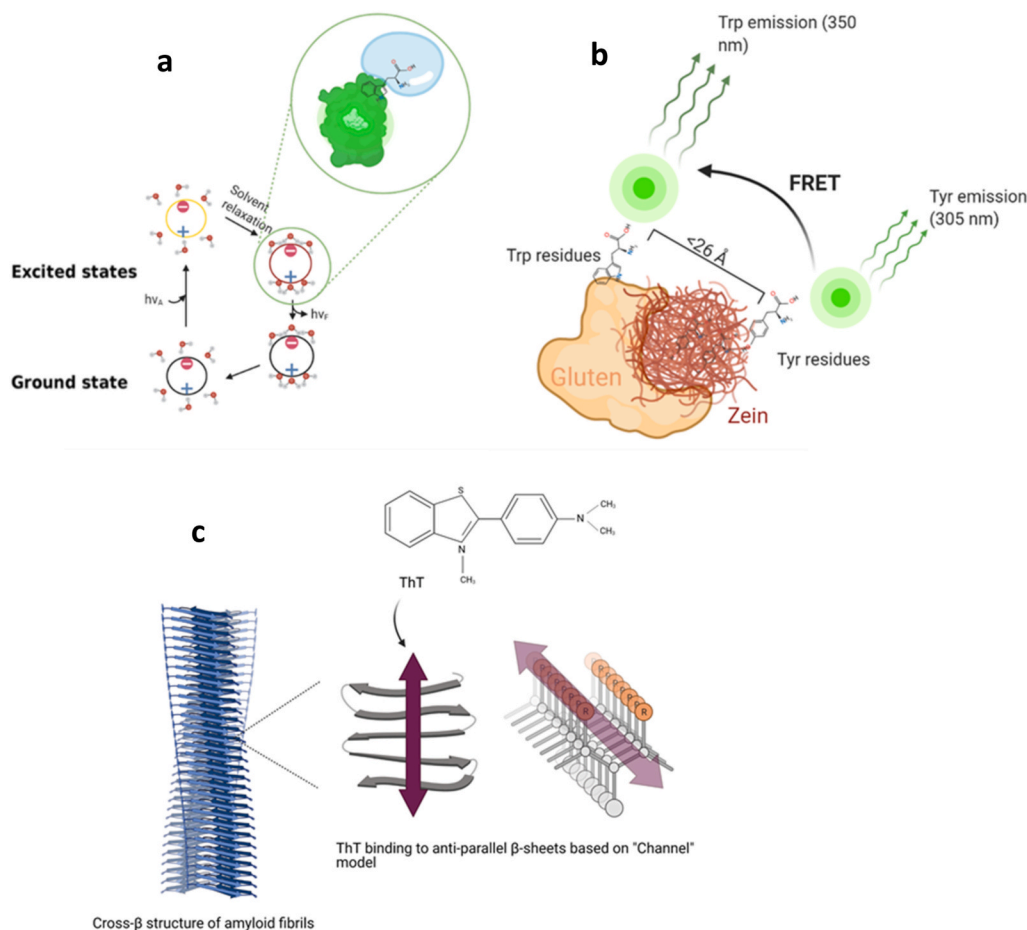 a
Solvent
relaxation
Excited states
hνA
hνF
Ground state
b
Trp emission (350
nm)
FRET
Tyr emission
(305 nm)
Trp residues
<26 Å
Tyr residues
Gluten
Zein
c
S
N
CH₃
CH₃
N
CH₃
ThT
R
R
ThT binding to anti-parallel β-sheets based on "Channel"
model
Cross-β structure of amyloid fibrils